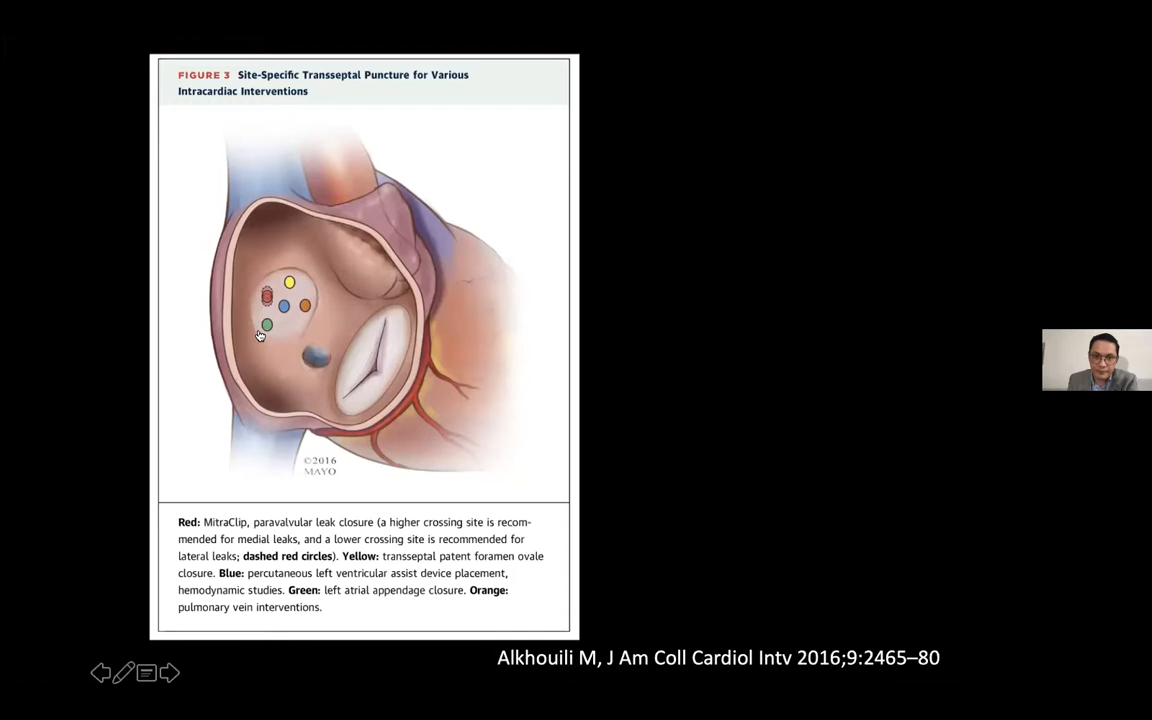 FIGURE 3 Site-Specific Transseptal Puncture for Various
Intracardiac Interventions
©2016
MAYO
Red: MitraClip, paravalvular leak closure (a higher crossing site is recom-
mended for medial leaks, and a lower crossing site is recommended for
lateral leaks; dashed red circles). Yellow: transseptal patent foramen ovale
closure. Blue: percutaneous left ventricular assist device placement,
hemodynamic studies. Green: left atrial appendage closure. Orange:
pulmonary vein interventions.
Alkhouili M, J Am Coll Cardiol Intv 2016;9:2465–80